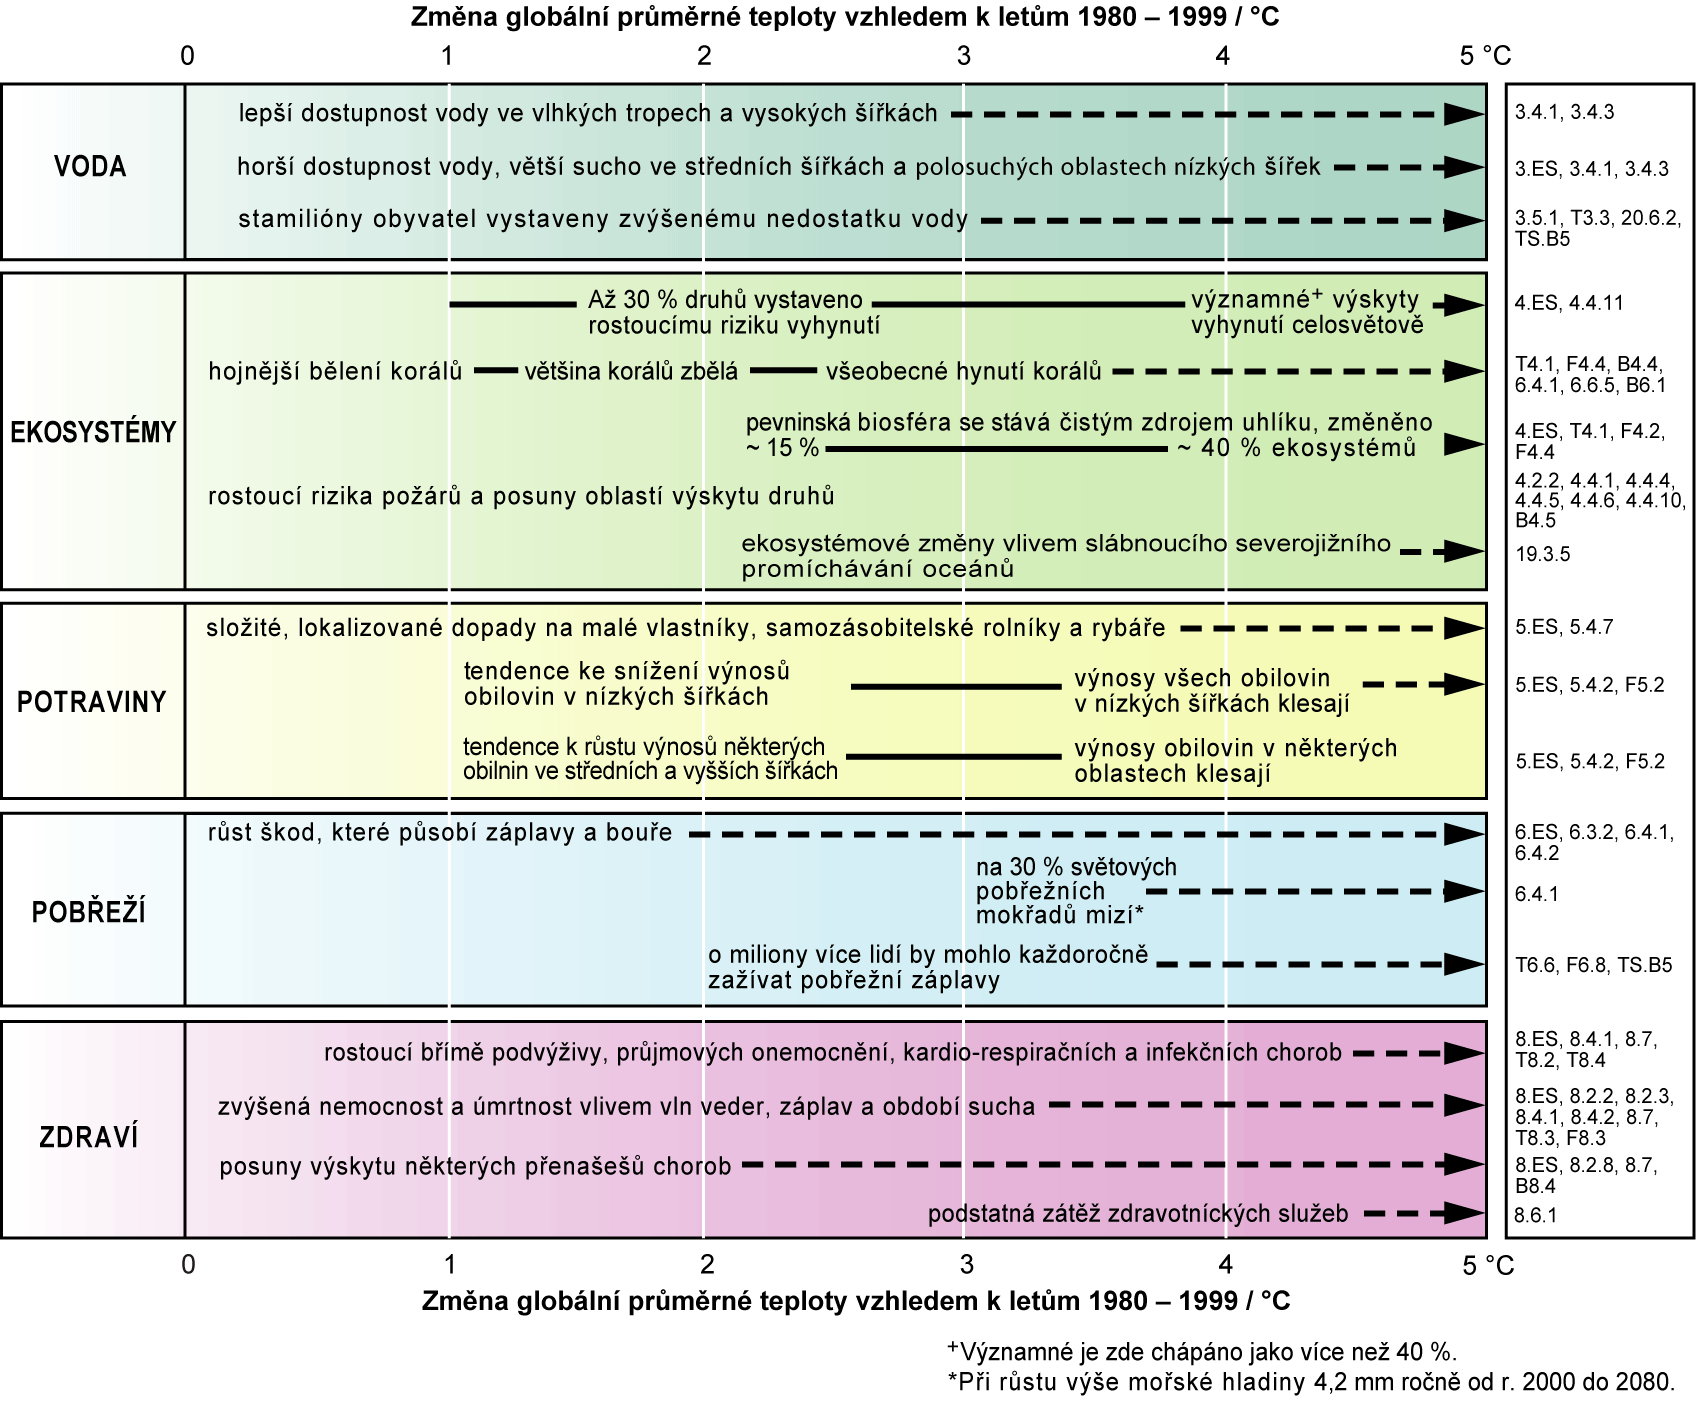 Změna globální průměrné teploty vzhledem k letům 1980 – 1999 / °C
0 1 2 3 4 5 °C
VODA
lepší dostupnost vody ve vlhkých tropech a vysokých šířkách
3.4.1, 3.4.3
horší dostupnost vody, větší sucho ve středních šířkách a polosuchých oblastech nízkých šířek
3.ES, 3.4.1, 3.4.3
stamilióny obyvatel vystaveny zvýšenému nedostatku vody
3.5.1, T3.3, 20.6.2,
TS.B5
EKOSYSTÉMY
Až 30 % druhů vystaveno
rostoucímu riziku vyhynutí
významné+ výskyty
vyhynutí celosvětově
4.ES, 4.4.11
hojnější bělení korálů
většina korálů zbělá
všeobecné hynutí korálů
T4.1, F4.4, B4.4,
6.4.1, 6.6.5, B6.1
pevninská biosféra se stává čistým zdrojem uhlíku, změněno
~ 15 % ~ 40 % ekosystémů
4.ES, T4.1, F4.2,
F4.4
rostoucí rizika požárů a posuny oblastí výskytu druhů
4.2.2, 4.4.1, 4.4.4,
4.4.5, 4.4.6, 4.4.10,
B4.5
ekosystémové změny vlivem slábnoucího severojižního
promíchávání oceánů
19.3.5
POTRAVINY
složité, lokalizované dopady na malé vlastníky, samozásobitelské rolníky a rybáře
5.ES, 5.4.7
tendence ke snížení výnosů
obilovin v nízkých šířkách
výnosy všech obilovin
v nízkých šířkách klesají
5.ES, 5.4.2, F5.2
tendence k růstu výnosů některých
obilnin ve středních a vyšších šířkách
výnosy obilovin v některých
oblastech klesají
5.ES, 5.4.2, F5.2
POBŘEŽÍ
růst škod, které působí záplavy a bouře
6.ES, 6.3.2, 6.4.1,
6.4.2
na 30 % světových
pobřežních
mokřadů mizí*
6.4.1
o miliony více lidí by mohlo každoročně
zažívat pobřežní záplavy
T6.6, F6.8, TS.B5
ZDRAVÍ
rostoucí břímě podvýživy, průjmových onemocnění, kardio-respiračních a infekčních chorob
8.ES, 8.4.1, 8.7,
T8.2, T8.4
zvýšená nemocnost a úmrtnost vlivem vln veder, záplav a období sucha
8.ES, 8.2.2, 8.2.3,
8.4.1, 8.4.2, 8.7,
T8.3, F8.3
posuny výskytu některých přenašešů chorob
8.ES, 8.2.8, 8.7,
B8.4
podstatná zátěž zdravotníckých služeb
8.6.1
0 1 2 3 4 5 °C
Změna globální průměrné teploty vzhledem k letům 1980 – 1999 / °C
+Významné je zde chápáno jako více než 40 %.
*Při růstu výše mořské hladiny 4,2 mm ročně od r. 2000 do 2080.